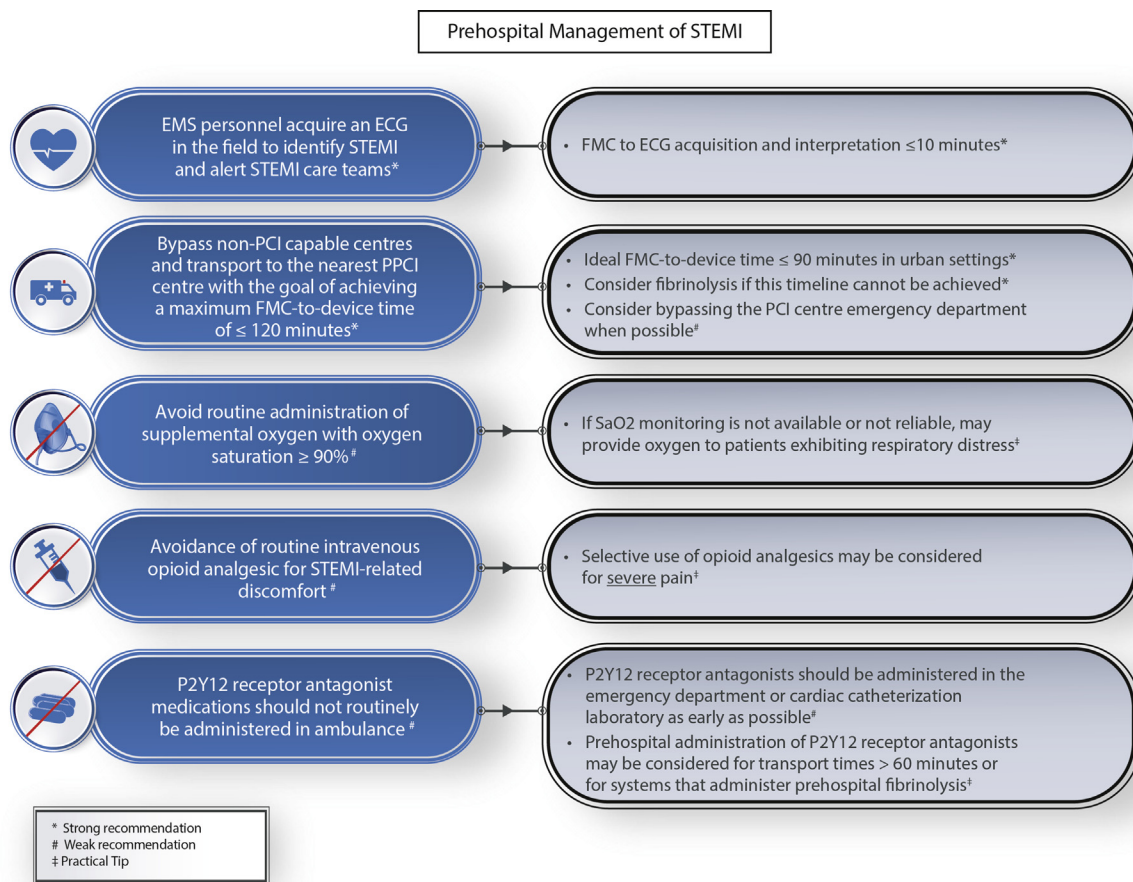 Prehospital Management of STEMI
EMS personnel acquire an ECG
in the field to identify STEMI
and alert STEMI care teams*
• FMC to ECG acquisition and interpretation ≤10 minutes*
Bypass non-PCI capable centres
and transport to the nearest PPCI
centre with the goal of achieving
a maximum FMC-to-device time
of ≤ 120 minutes*
• Ideal FMC-to-device time ≤ 90 minutes in urban settings*
• Consider fibrinolysis if this timeline cannot be achieved*
• Consider bypassing the PCI centre emergency department
when possible#
Avoid routine administration of
supplemental oxygen with oxygen
saturation ≥ 90%#
• If SaO2 monitoring is not available or not reliable, may
provide oxygen to patients exhibiting respiratory distress‡
Avoidance of routine intravenous
opioid analgesic for STEMI-related
discomfort #
• Selective use of opioid analgesics may be considered
for severe pain‡
P2Y12 receptor antagonist
medications should not routinely
be administered in ambulance #
• P2Y12 receptor antagonists should be administered in the
emergency department or cardiac catheterization
laboratory as early as possible#
• Prehospital administration of P2Y12 receptor antagonists
may be considered for transport times > 60 minutes or
for systems that administer prehospital fibrinolysis‡
* Strong recommendation
# Weak recommendation
‡ Practical Tip